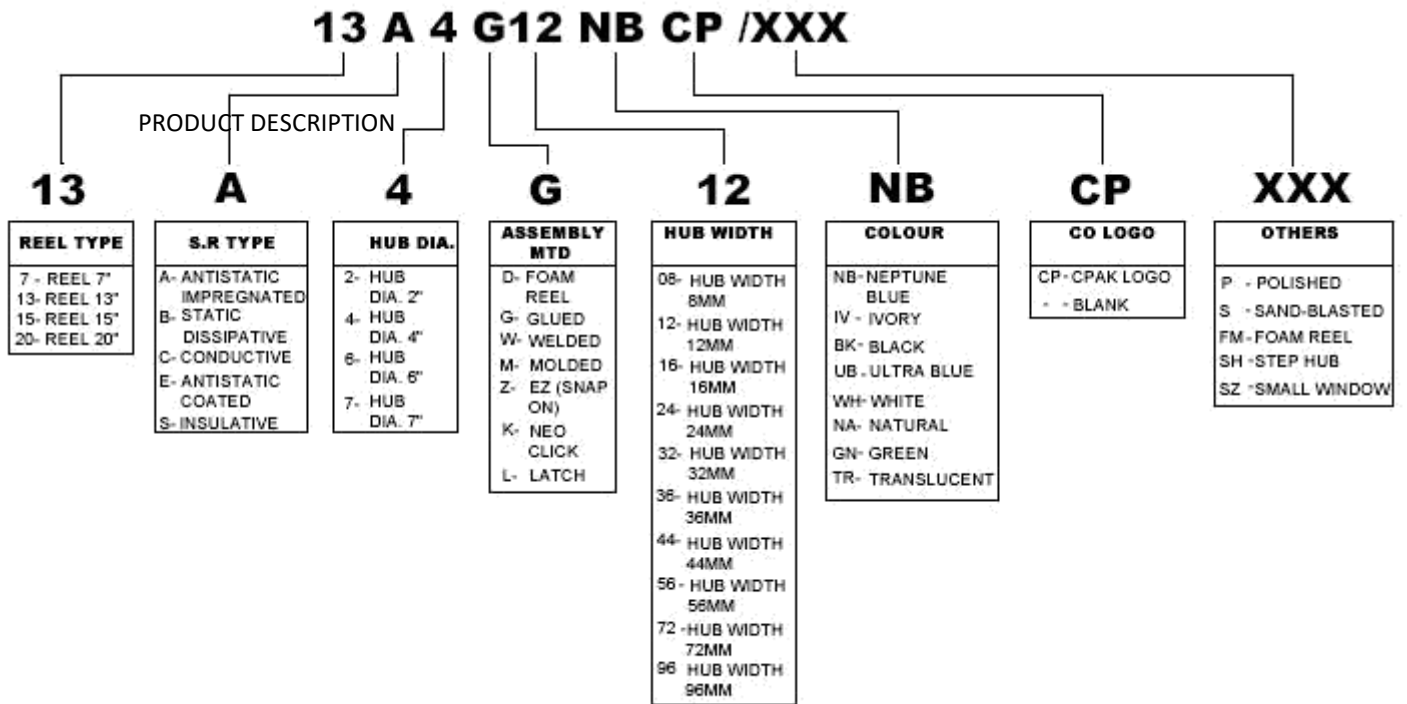 13 A 4 G12 NB CP /XXX
PRODUCT DESCRIPTION
13
REEL TYPE
7 - REEL 7"
13- REEL 13"
15- REEL 15"
20- REEL 20"
A
S.R TYPE
A- ANTISTATIC
IMPREGNATED
B- STATIC
DISSIPATIVE
C- CONDUCTIVE
E- ANTISTATIC
COATED
S- INSULATIVE
4
HUB DIA.
2- HUB
DIA. 2"
4- HUB
DIA. 4"
6- HUB
DIA. 6"
7- HUB
DIA. 7"
G
ASSEMBLY
MTD
D- FOAM
REEL
G- GLUED
W- WELDED
M- MOLDED
Z- EZ (SNAP
ON)
K- NEO
CLICK
L- LATCH
12
HUB WIDTH
08- HUB WIDTH
8MM
12- HUB WIDTH
12MM
16- HUB WIDTH
16MM
24- HUB WIDTH
24MM
32- HUB WIDTH
32MM
36- HUB WIDTH
36MM
44- HUB WIDTH
44MM
56 - HUB WIDTH
56MM
72 -HUB WIDTH
72MM
96 HUB WIDTH
96MM
NB
COLOUR
NB-NEPTUNE
BLUE
IV - IVORY
BK- BLACK
UB - ULTRA BLUE
WH- WHITE
NA- NATURAL
GN- GREEN
TR- TRANSLUCENT
CP
CO LOGO
CP-CPAK LOGO
- - BLANK
XXX
OTHERS
P - POLISHED
S - SAND-BLASTED
FM-FOAM REEL
SH -STEP HUB
SZ -SMALL WINDOW